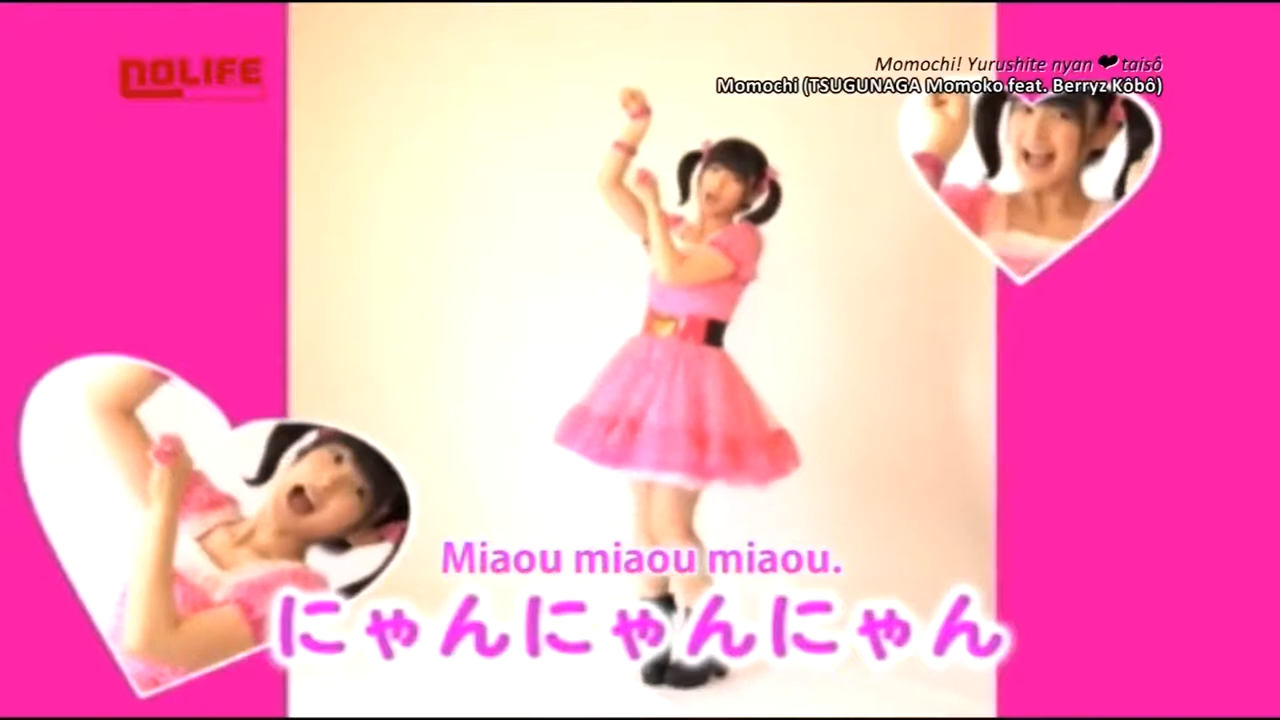 NOLIFE
Momochi! Yurushite nyan ❤ taisô
Momochi (TSUGUNAGA Momoko feat. Berryz Kôbô)
Miaou miaou miaou.
にゃんにゃんにゃん